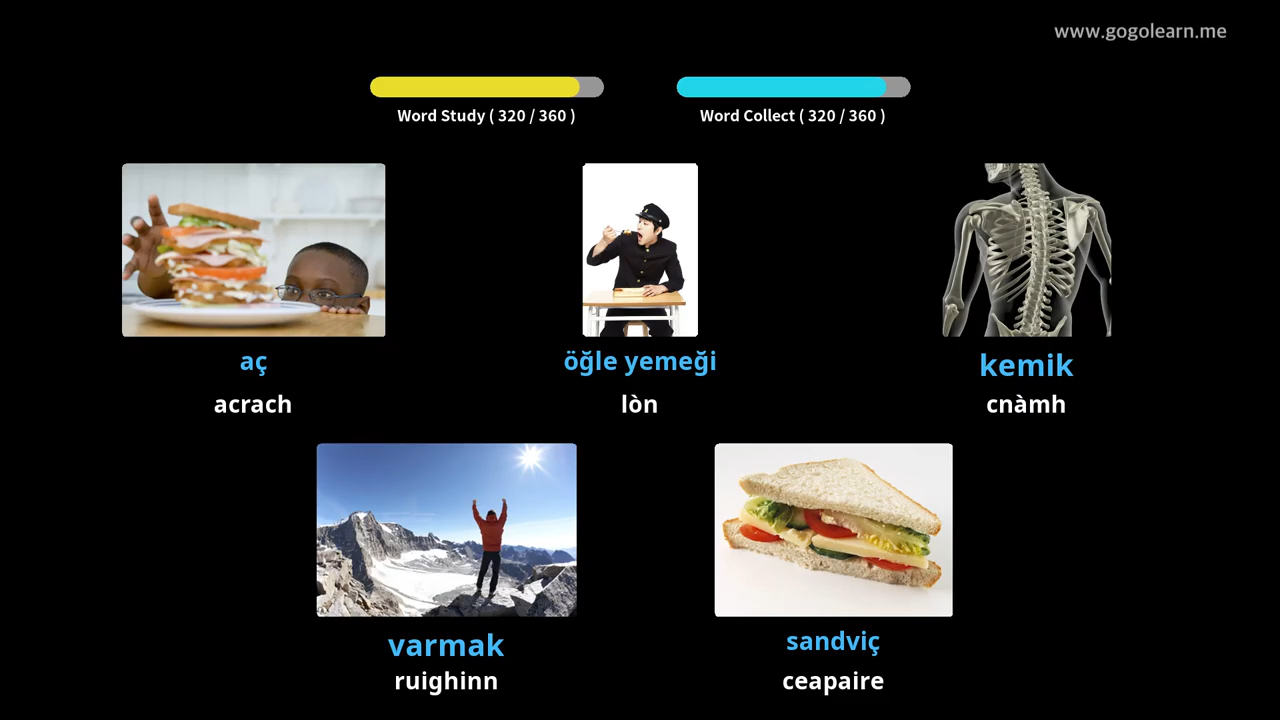 www.gogolearn.me
Word Study ( 320 / 360 )
Word Collect ( 320 / 360 )
aç
öğle yemeği
kemik
acrach
lòn
cnàmh
varmak
sandviç
ruighinn
ceapaire